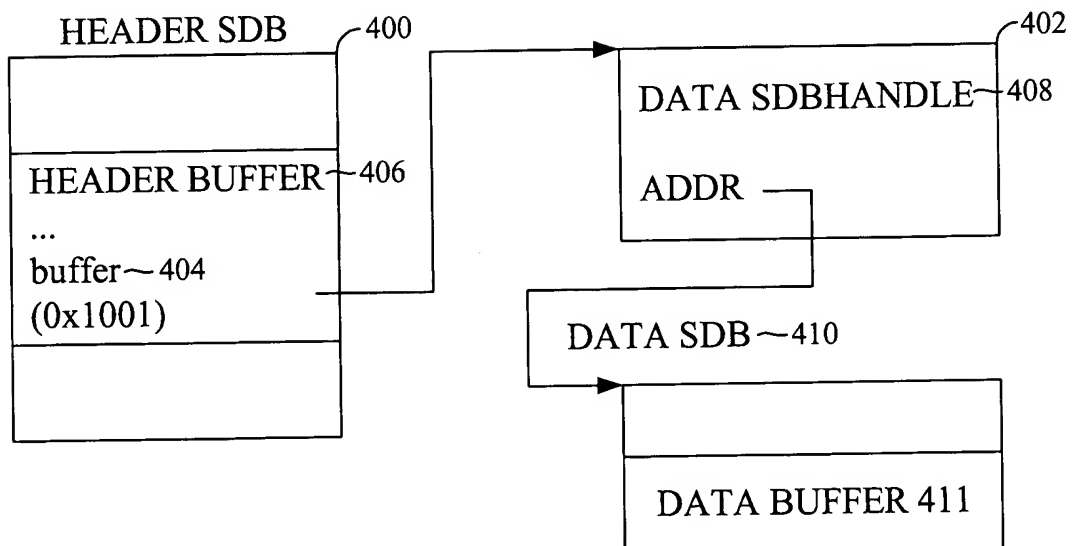 HEADER SDB
400
HEADER BUFFER 406
...
buffer 404
(0x1001)
402
DATA SDBHANDLE 408
ADDR
DATA SDB 410
DATA BUFFER 411